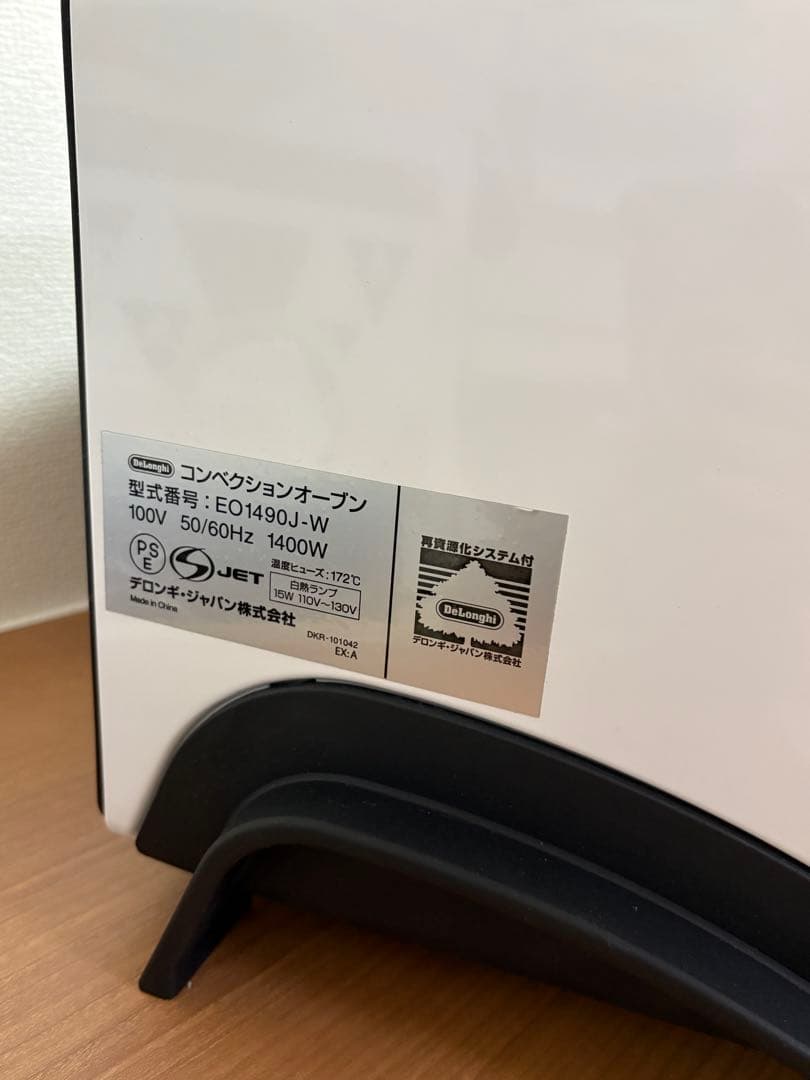 DeLonghi コンベクションオーブン
型式番号：EO1490J-W
100V 50/60Hz 1400W
PSE
S JET
温度ヒューズ：172℃
白熱ランプ
15W 110V～130V
デロンギ・ジャパン株式会社
Made in China
DKR-101042
EX:A
再資源化システム付
DeLonghi
デロンギ・ジャパン株式会社